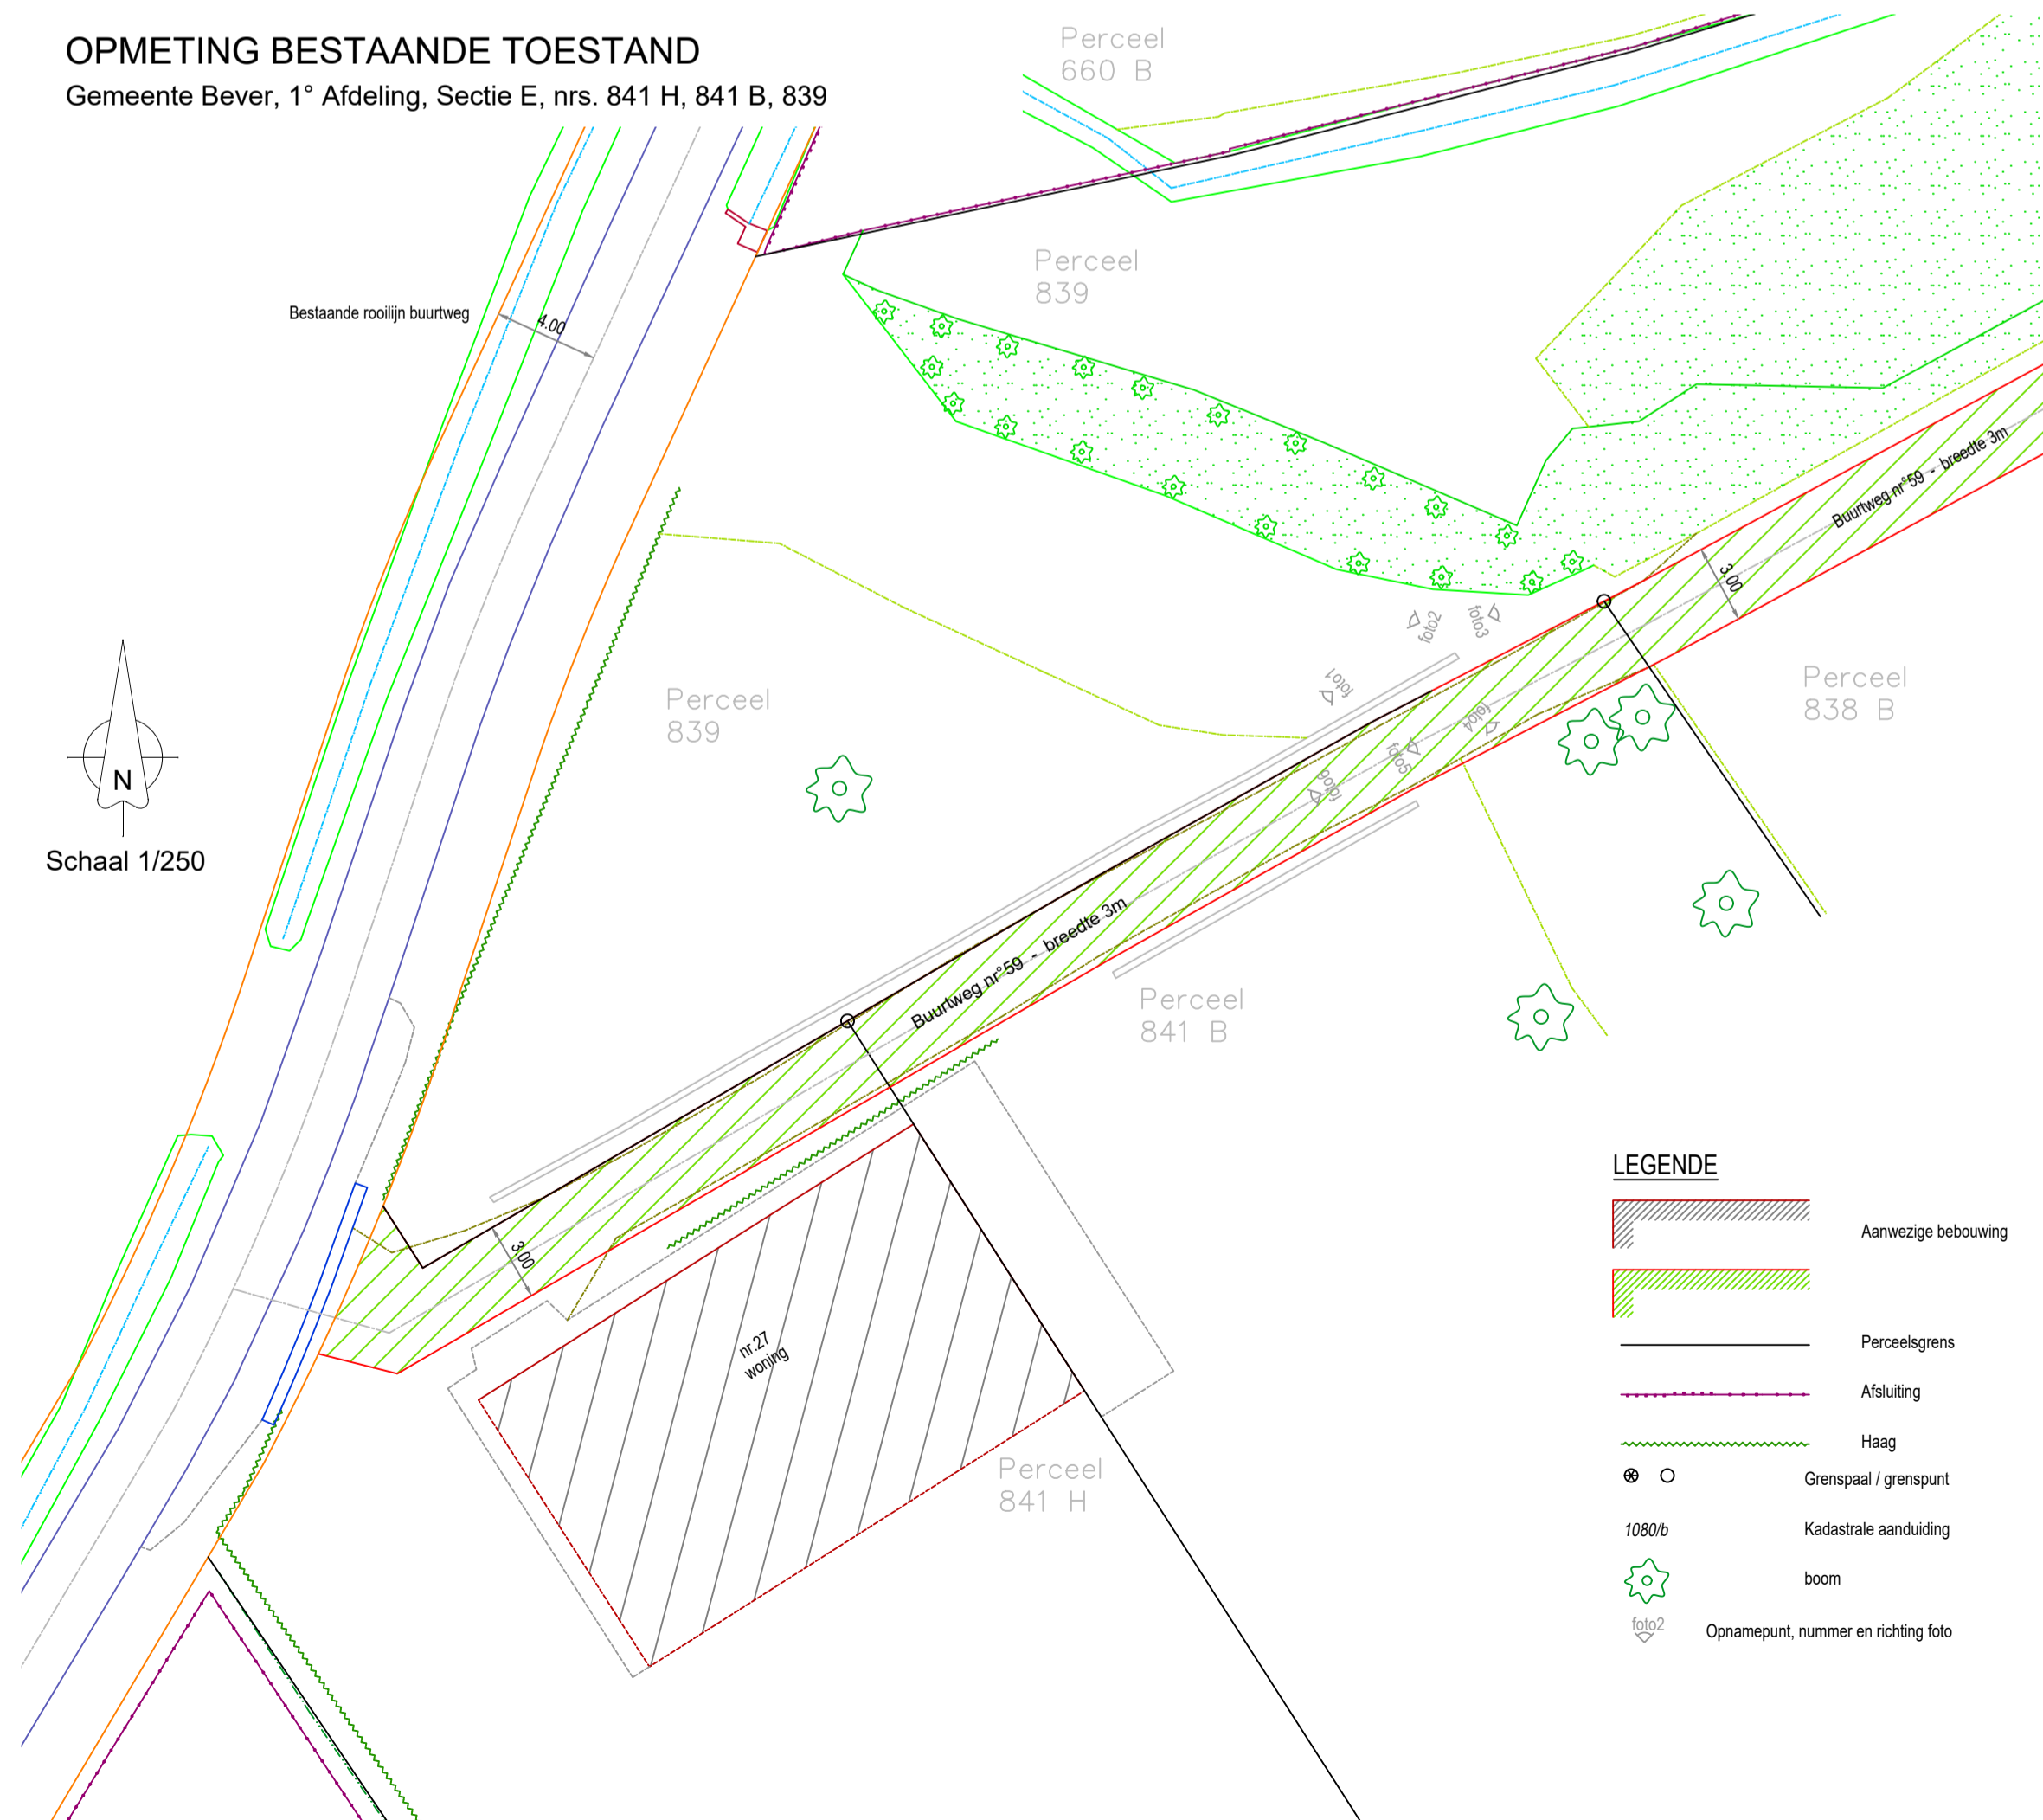 OPMETING BESTAANDE TOESTAND
Gemeente Bever, 1° Afdeling, Sectie E, nrs. 841 H, 841 B, 839
Perceel
660 B
Perceel
839
Bestaande rooilijn buurtweg
4.00
Buurtweg nr°59 - breedte 3m
3.00
foto2
foto3
foto1
foto4
foto5
foto6
Perceel
838 B
Perceel
839
N
Schaal 1/250
Buurtweg nr°59 - breedte 3m
Perceel
841 B
3.00
nr.27
woning
Perceel
841 H
LEGENDE
Aanwezige bebouwing
Perceelsgrens
Afsluiting
Haag
Grenspaal / grenspunt
1080/b
Kadastrale aanduiding
boom
foto2
Opnamepunt, nummer en richting foto